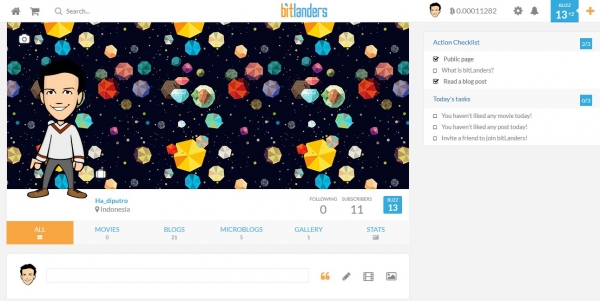 Search...
bitlanders
฿ 0.00011282
BUZZ
13+2
Action Checklist
2/3
Public page
What is bitLanders?
Read a blog post
Today's tasks
0/3
You haven't liked any movie today!
You haven't liked any post today!
Invite a friend to join bitLanders!
Ha_diputro
Indonesia
FOLLOWING
0
SUBSCRIBERS
11
BUZZ
13
ALL
MOVIES
0
BLOGS
21
MICROBLOGS
5
GALLERY
1
STATS